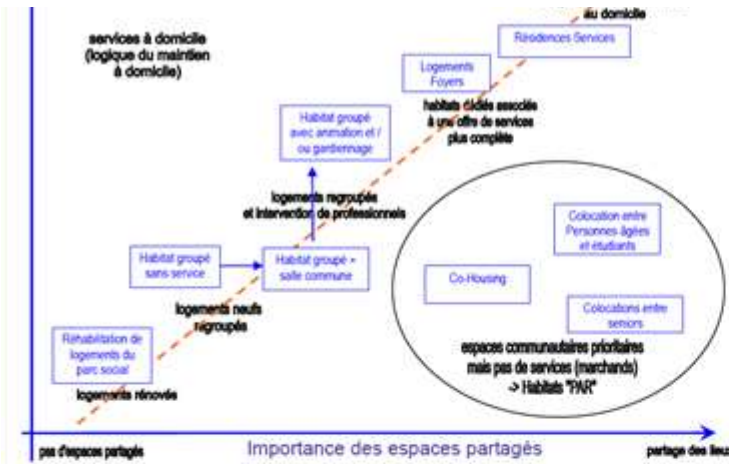 au domicile
services à domicile
(logique du maintien
à domicile)
Résidences Services
Logements
Foyers
habitats dédiés associé
à une offre de services
plus complète
Habitat groupé
avec animation et /
ou gardiennage
logements regroupés
et intervention de professionnels
Colocation entre
Personnes âgées
et étudiants
Habitat groupé
sans service
Habitat groupé +
salle commune
Co-Housing
logements neufs
regroupés
Colocations entre
seniors
Réhabilitation de
logements du
parc social
espaces communautaires prioritaires
mais pas de services (marchands)
-> Habitats "PAR"
logements rénovés
pas d'espaces partagés
Importance des espaces partagés
partage des lieux